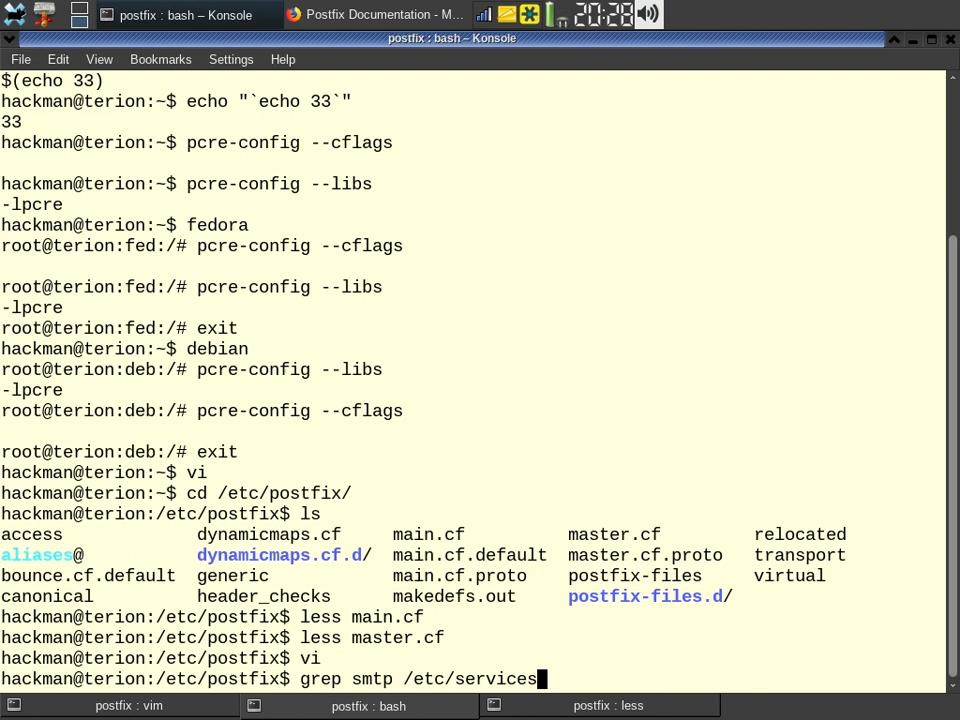 postfix : bash – Konsole
Postfix Documentation - M...
20:28
postfix : bash – Konsole
File Edit View Bookmarks Settings Help
$(echo 33)
hackman@terion:~$ echo "`echo 33`"
33
hackman@terion:~$ pcre-config --cflags
hackman@terion:~$ pcre-config --libs
-lpcre
hackman@terion:~$ fedora
root@terion:fed:/# pcre-config --cflags
root@terion:fed:/# pcre-config --libs
-lpcre
root@terion:fed:/# exit
hackman@terion:~$ debian
root@terion:deb:/# pcre-config --libs
-lpcre
root@terion:deb:/# pcre-config --cflags
root@terion:deb:/# exit
hackman@terion:~$ vi
hackman@terion:~$ cd /etc/postfix/
hackman@terion:/etc/postfix$ ls
access dynamicmaps.cf main.cf master.cf relocated
aliases@ dynamicmaps.cf.d/ main.cf.default master.cf.proto transport
bounce.cf.default generic main.cf.proto postfix-files virtual
canonical header_checks makedefs.out postfix-files.d/
hackman@terion:/etc/postfix$ less main.cf
hackman@terion:/etc/postfix$ less master.cf
hackman@terion:/etc/postfix$ vi
hackman@terion:/etc/postfix$ grep smtp /etc/services
postfix : vim postfix : bash postfix : less